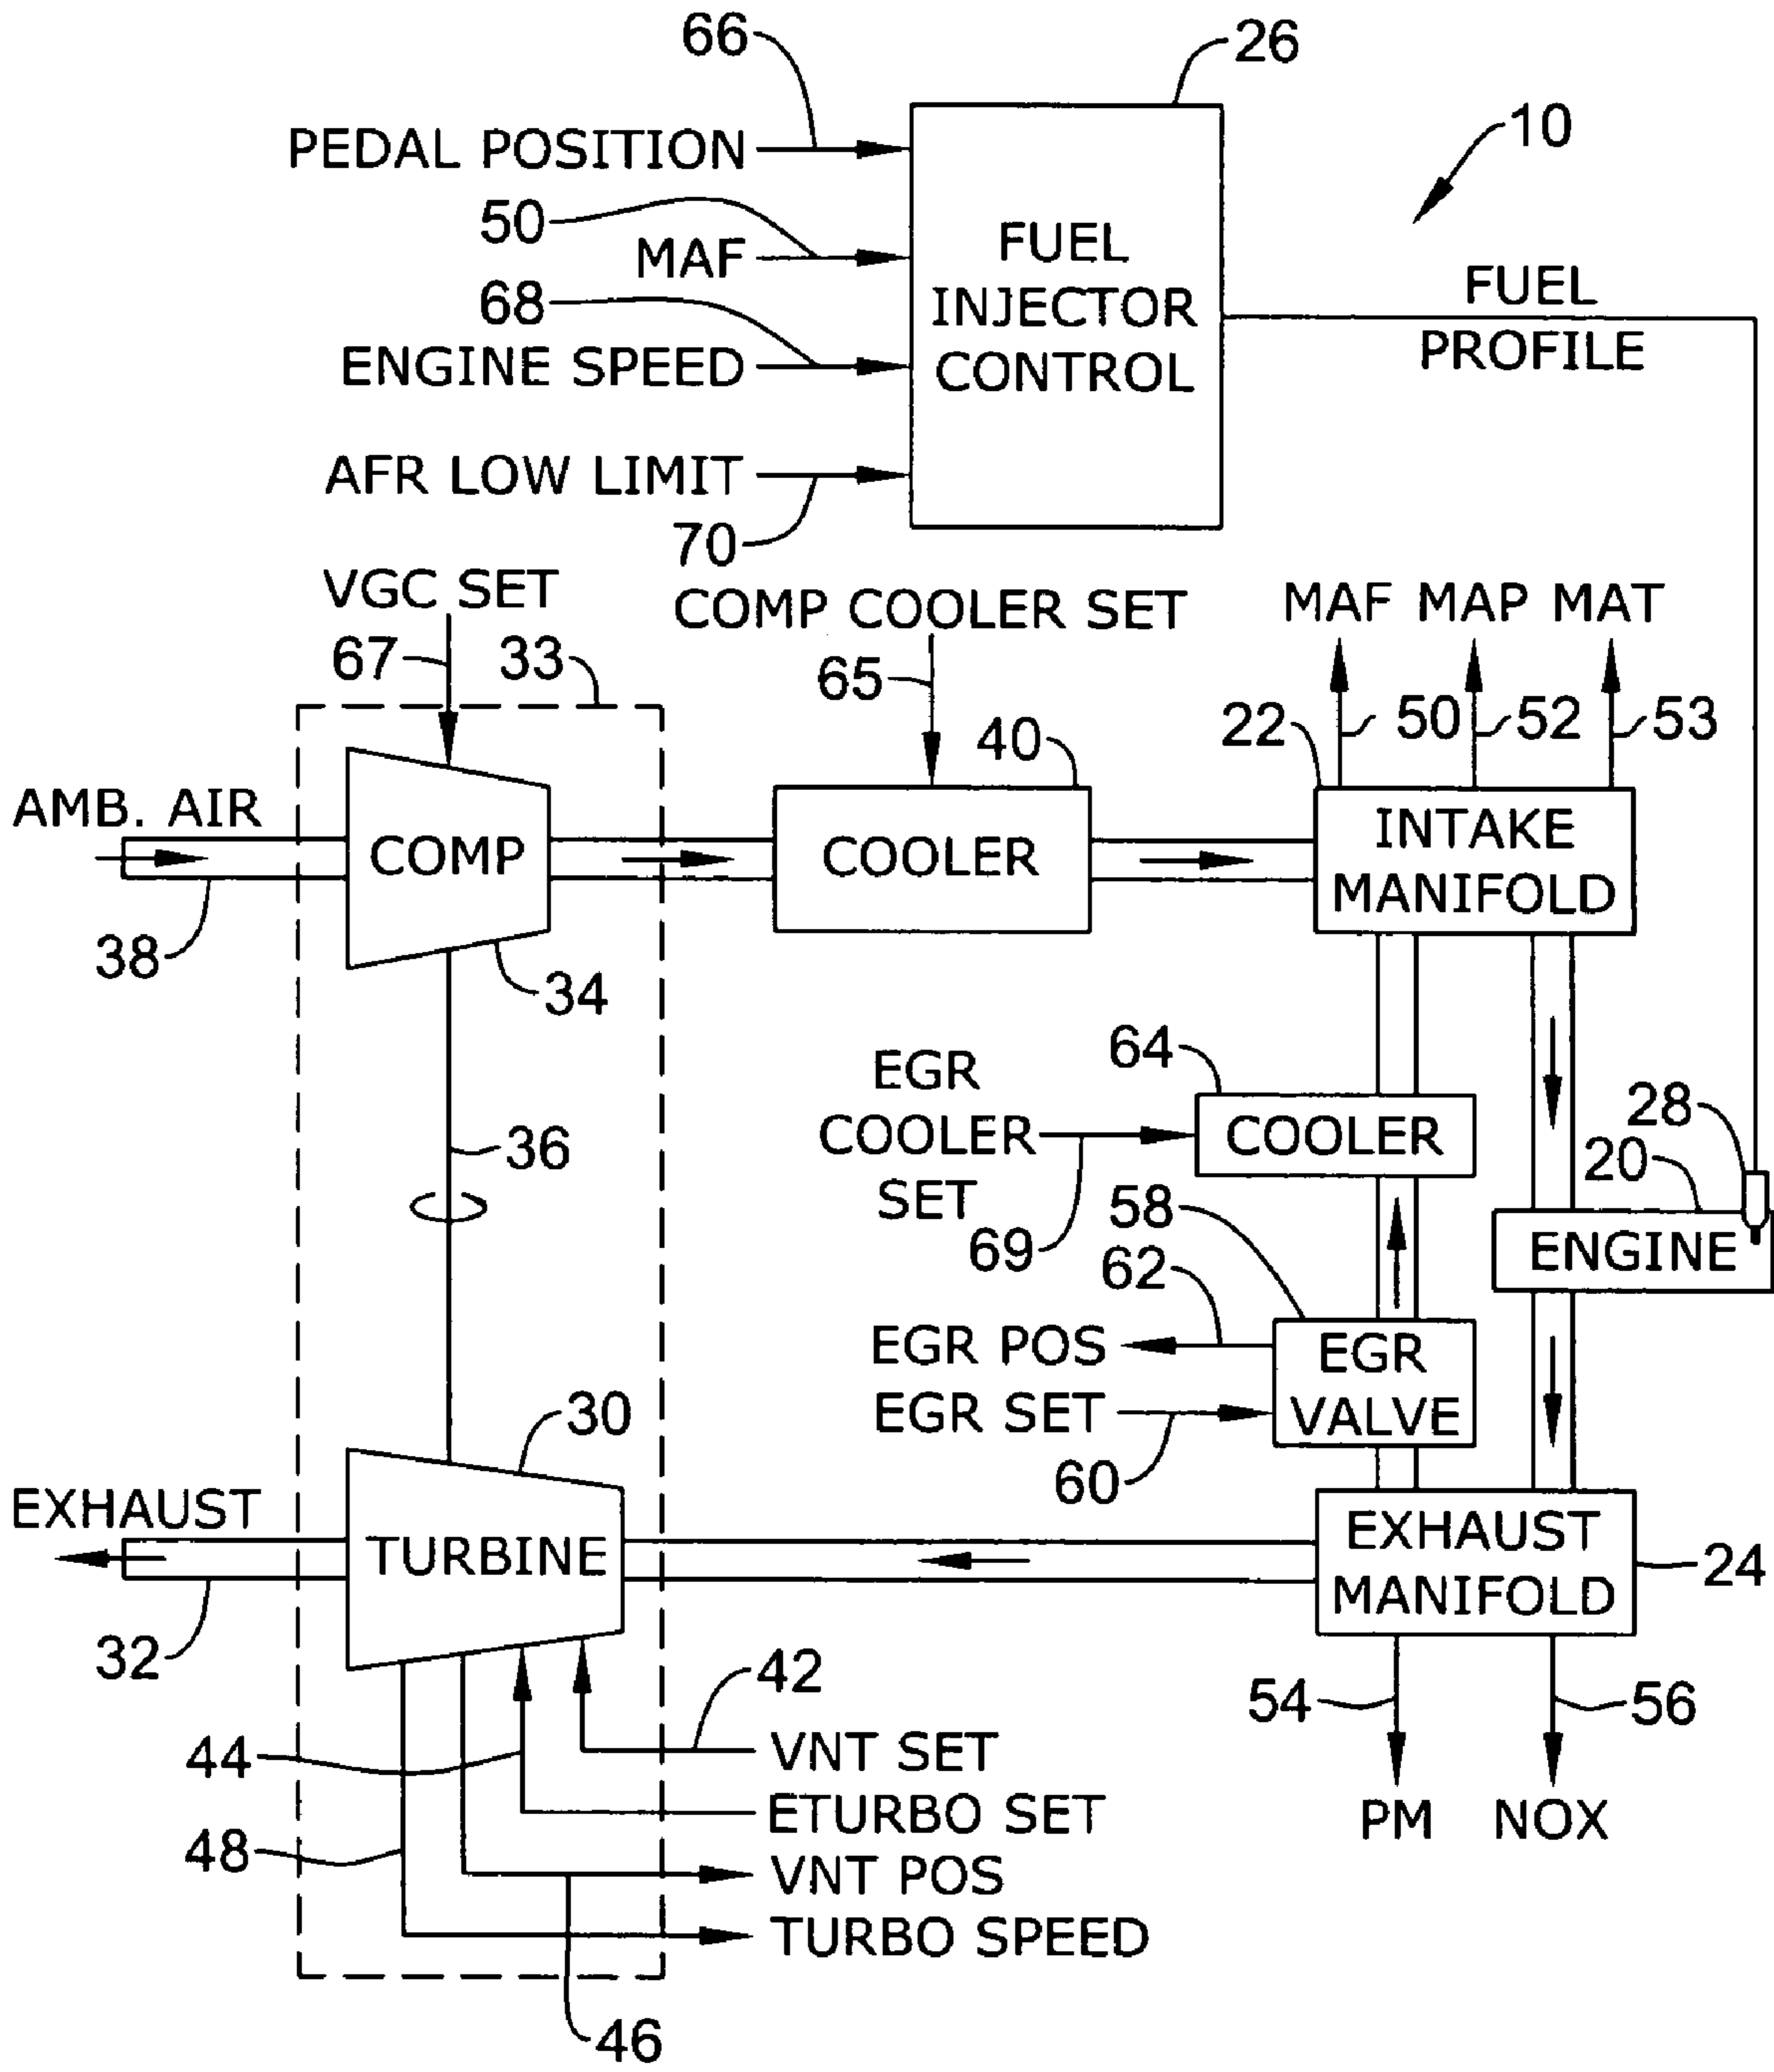 66
26
10
PEDAL POSITION
50
MAF
68
ENGINE SPEED
AFR LOW LIMIT
70
FUEL
INJECTOR
CONTROL
FUEL
PROFILE
VGC SET
67
33
COMP COOLER SET
65
40
MAF MAP MAT
22
50
52
53
AMB. AIR
COMP
COOLER
INTAKE
MANIFOLD
38
34
36
EGR
COOLER
SET
69
64
COOLER
28
20
ENGINE
58
62
EGR POS
EGR SET
60
EGR
VALVE
30
EXHAUST
TURBINE
EXHAUST
MANIFOLD
24
32
42
54
56
44
VNT SET
ETURBO SET
PM
NOX
48
VNT POS
TURBO SPEED
46